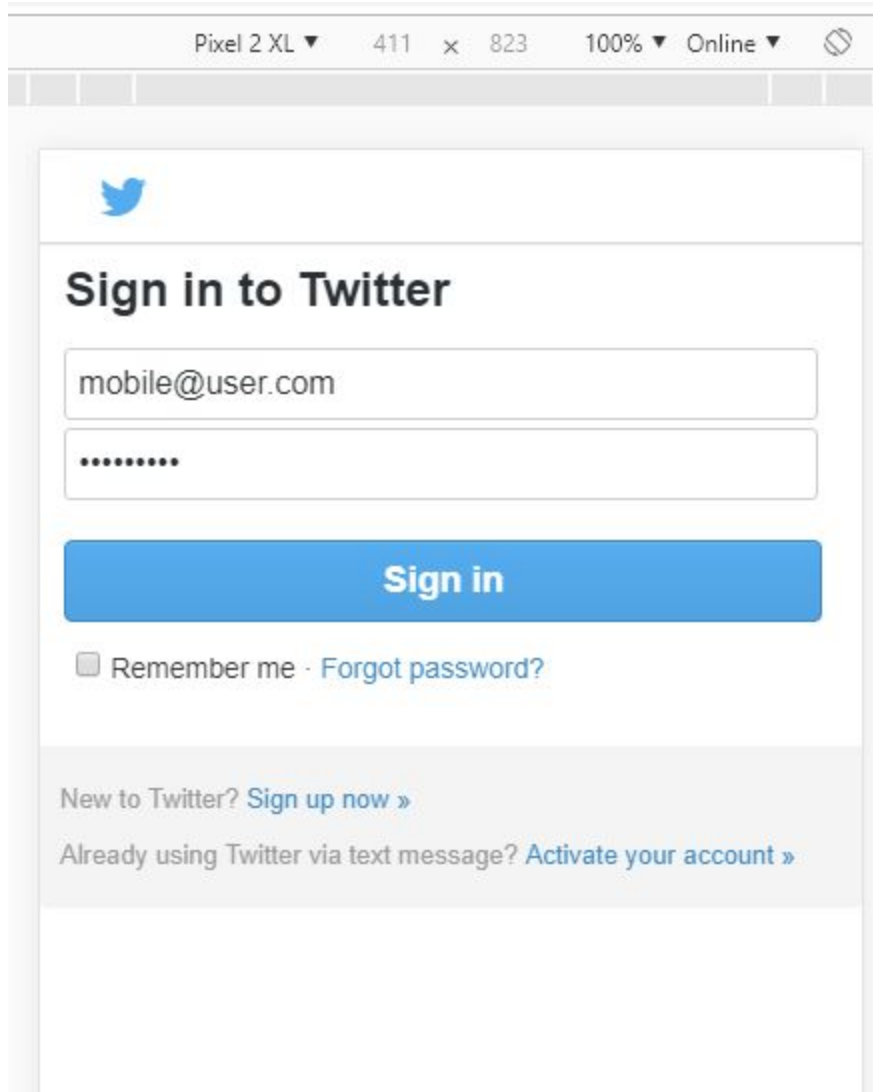 Pixel 2 XL ▼ 411 × 823 100% ▼ Online ▼
Sign in to Twitter
mobile@user.com
•••••••••
Sign in
Remember me · Forgot password?
New to Twitter? Sign up now »
Already using Twitter via text message? Activate your account »